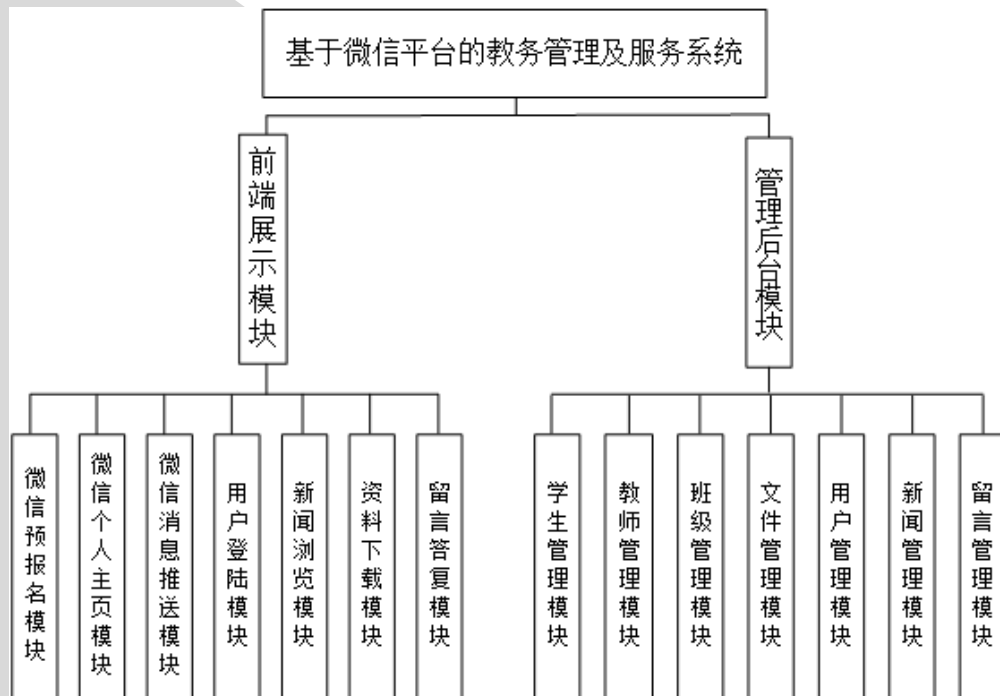 基于微信平台的教务管理及服务系统
前端展示模块
管理后台模块
微信预报名模块
微信个人主页模块
微信消息推送模块
用户登陆模块
新闻浏览模块
资料下载模块
留言答复模块
学生管理模块
教师管理模块
班级管理模块
文件管理模块
用户管理模块
新闻管理模块
留言管理模块